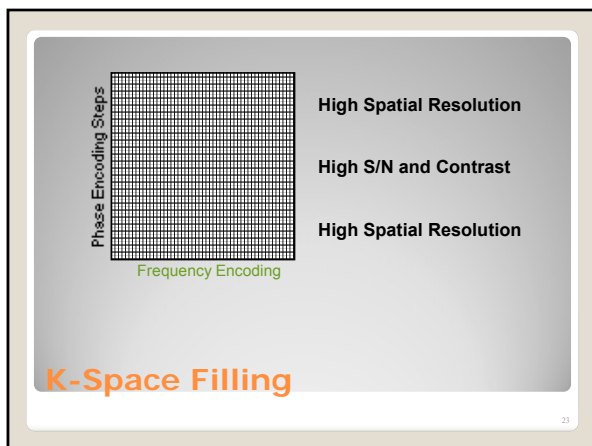 Phase Encoding Steps
High Spatial Resolution
High S/N and Contrast
High Spatial Resolution
Frequency Encoding
K-Space Filling
23